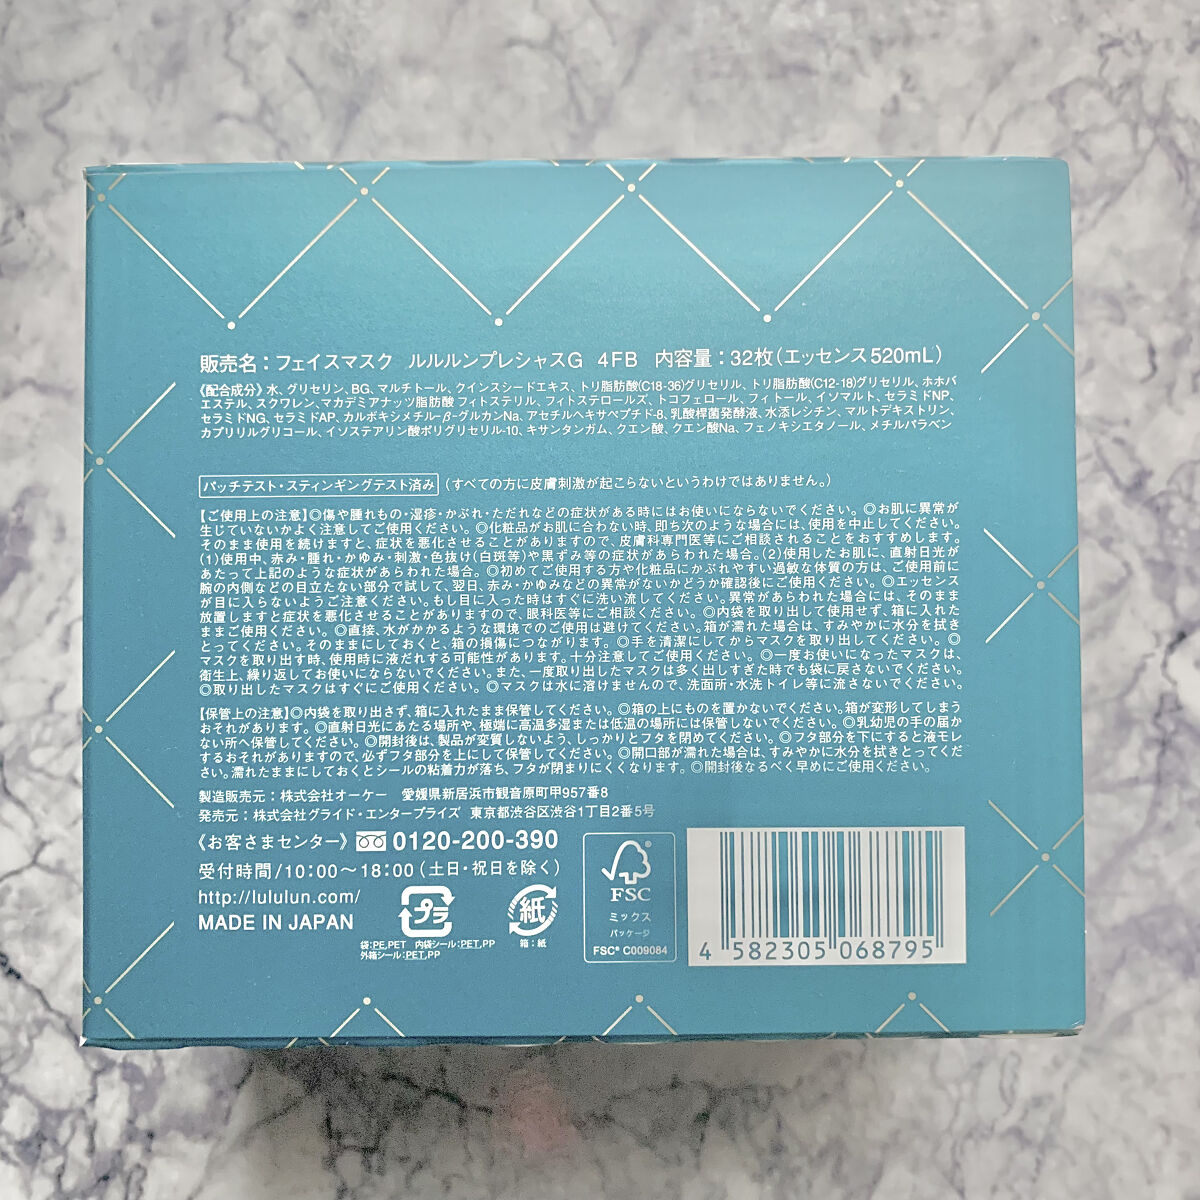 販売名：フェイスマスク ルルルンプレシャスG 4FB 内容量：32枚（エッセンス520mL）
《配合成分》水、グリセリン、BG、マルチトール、クインスシードエキス、トリ脂肪酸(C18-36)グリセリル、トリ脂肪酸(C12-18)グリセリル、ホホバ
エステル、スクワレン、マカデミアナッツ脂肪酸フィトステリル、フィトステロールズ、トコフェロール、フィトール、イソマルト、セラミドNP、
セラミドNG、セラミドAP、カルボキシメチル-β-グルカンNa、アセチルヘキサペプチド-8、乳酸桿菌発酵液、水添レシチン、マルトデキストリン、
カプリリルグリコール、イソステアリン酸ポリグリセリル-10、キサンタンガム、クエン酸、クエン酸Na、フェノキシエタノール、メチルパラベン
パッチテスト・スティンギングテスト済み（すべての方に皮膚刺激が起こらないというわけではありません。）
【ご使用上の注意】◎傷や腫れもの・湿疹・かぶれ・ただれなどの症状がある時にはお使いにならないでください。◎お肌に異常が
生じていないかよく注意してご使用ください。◎化粧品がお肌に合わない時、即ち次のような場合には、使用を中止してください。
そのまま使用を続けますと、症状を悪化させることがありますので、皮膚科専門医等にご相談されることをおすすめします。
(1)使用中、赤み・腫れ・かゆみ・刺激・色抜け(白斑等)や黒ずみ等の症状があらわれた場合。(2)使用したお肌に、直射日光が
あたって上記のような症状があらわれた場合。◎初めてご使用する方や化粧品にかぶれやすい過敏な体質の方は、ご使用前に
腕の内側などの目立たない部分で試して、翌日、赤み・かゆみなどの異常がないかどうか確認後にご使用ください。◎エッセンス
が目に入らないようご注意ください。もし目に入った時はすぐに洗い流してください。異常があらわれた場合には、そのまま
放置しますと症状を悪化させることがありますので、眼科医等にご相談ください。◎内袋を取り出して使用せず、箱に入れた
ままご使用ください。◎直接、水がかかるような環境でのご使用は避けてください。箱が濡れた場合は、すみやかに水分を拭き
とってください。そのままにしておくと、箱の損傷につながります。◎手を清潔にしてからマスクを取り出してください。◎
マスクを取り出す時、使用時に液だれする可能性があります。十分注意してご使用ください。◎一度お使いになったマスクは、
衛生上、繰り返してお使いにならないでください。また、一度取り出したマスクは多く出しすぎた時でも袋に戻さないでください。
◎取り出したマスクはすぐにご使用ください。◎マスクは水に溶けませんので、洗面所・水洗トイレ等に流さないでください。
【保管上の注意】◎内袋を取り出さず、箱に入れたまま保管してください。◎箱の上にものを置かないでください。箱が変形してしまう
おそれがあります。◎直射日光にあたる場所や、極端に高温多湿または低温の場所には保管しないでください。◎乳幼児の手の届か
ない所へ保管してください。◎開封後は、製品が変質しないよう、しっかりとフタを閉めてください。◎フタ部分を下にすると液モレ
するおそれがありますので、必ずフタ部分を上にして保管してください。◎開口部が濡れた場合は、すみやかに水分を拭きとってくだ
さい。濡れたままにしておくとシールの粘着力が落ち、フタが閉まりにくくなります。◎開封後なるべく早めにご使用ください。
製造販売元：株式会社オーケー 愛媛県新居浜市観音原町甲957番8
発売元：株式会社グライド・エンタープライズ 東京都渋谷区渋谷1丁目2番5号
《お客さまセンター》 0120-200-390
受付時間/10:00～18:00（土日・祝日を除く）
http://lululun.com/
MADE IN JAPAN
プラ
袋:PE,PET 内袋シール:PET,PP
外箱シール:PET,PP
紙
箱：紙
FSC
ミックス
パッケージ
FSC® C009084
4 582305 068795